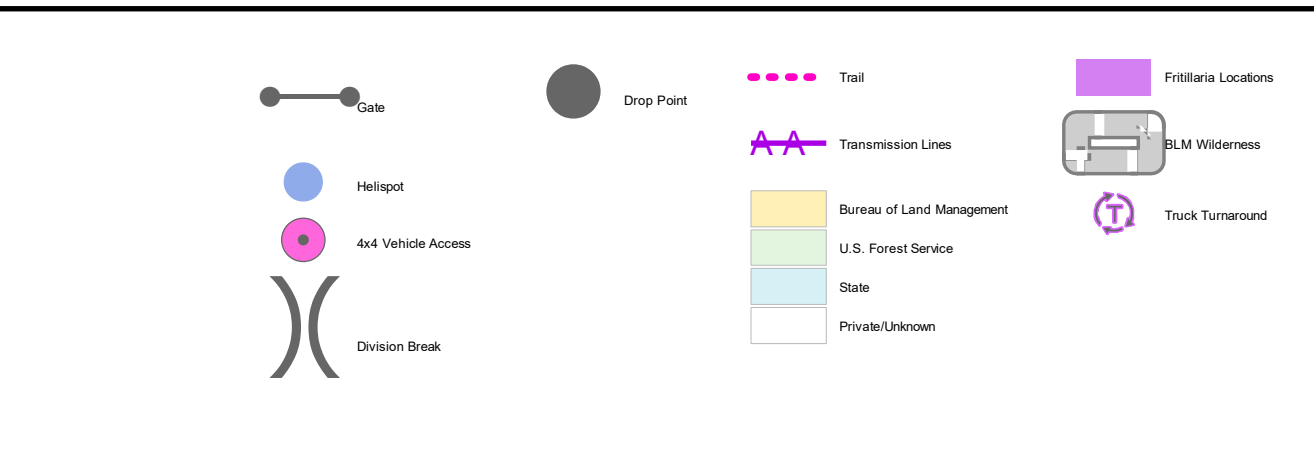 Gate
Helispot
4x4 Vehicle Access
Division Break
Drop Point
Trail
Transmission Lines
Bureau of Land Management
U.S. Forest Service
State
Private/Unknown
Fritillaria Locations
BLM Wilderness
T
Truck Turnaround